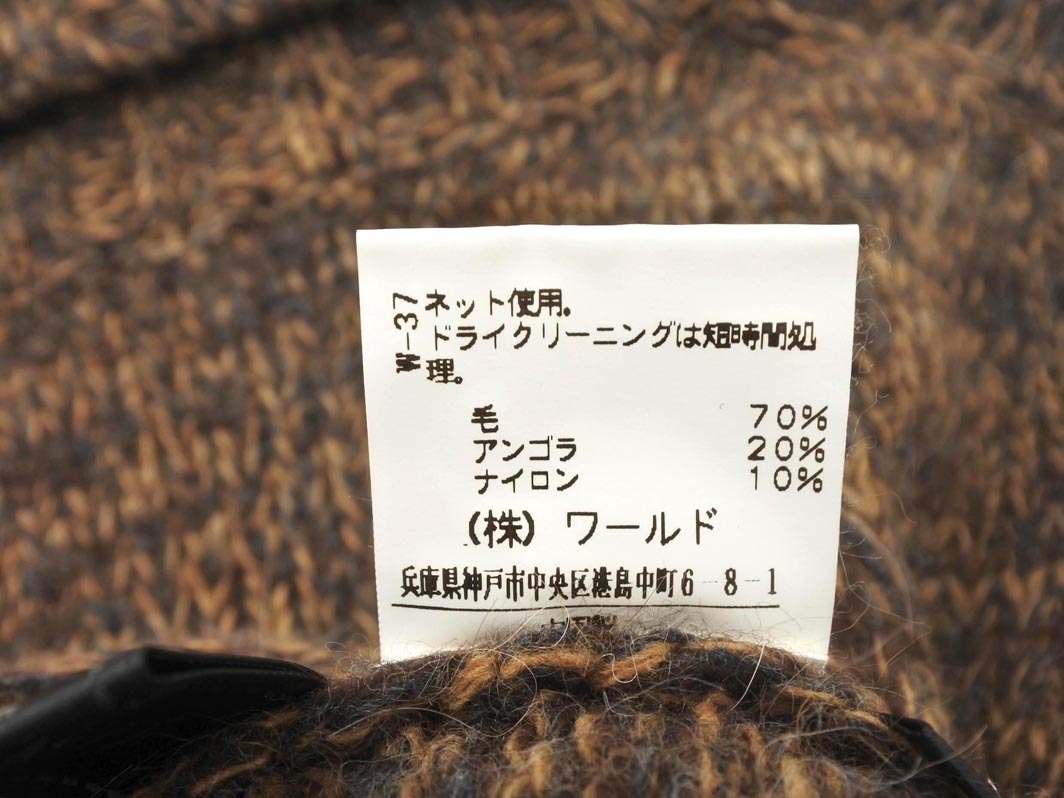 W-37
ネット使用。
ドライクリーニングは短時間処
理。
毛 70%
アンゴラ 20%
ナイロン 10%
(株) ワールド
兵庫県神戸市中央区港島中町6-8-1